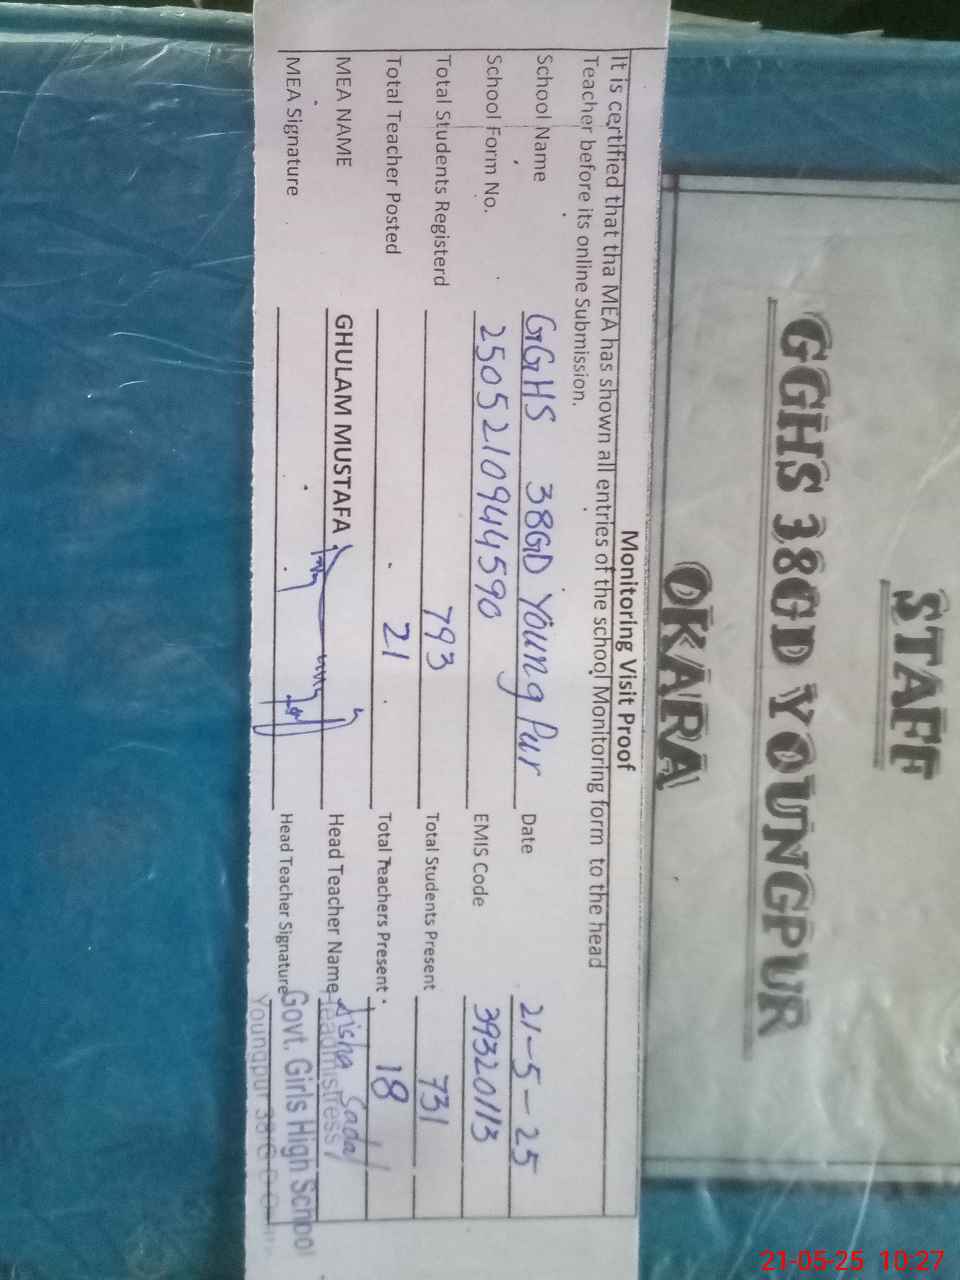 STAFF
GGHS 38GD YOUNGPUR
OKARA
Monitoring Visit Proof
It is certified that tha MEA has shown all entries of the school Monitoring form to the head
Teacher before its online Submission.
School Name GGHS 38GD Young Pur Date 21-5-25
School Form No. 2505210944590 EMIS Code 39320113
Total Students Registerd 793 Total Students Present 731
Total Teacher Posted 21 Total Teachers Present 18
MEA NAME GHULAM MUSTAFA Head Teacher Name Aisha
Headmistress
MEA Signature Head Teacher Signature
Govt. Girls High School
Youngpur 38
21-05-25 10:27